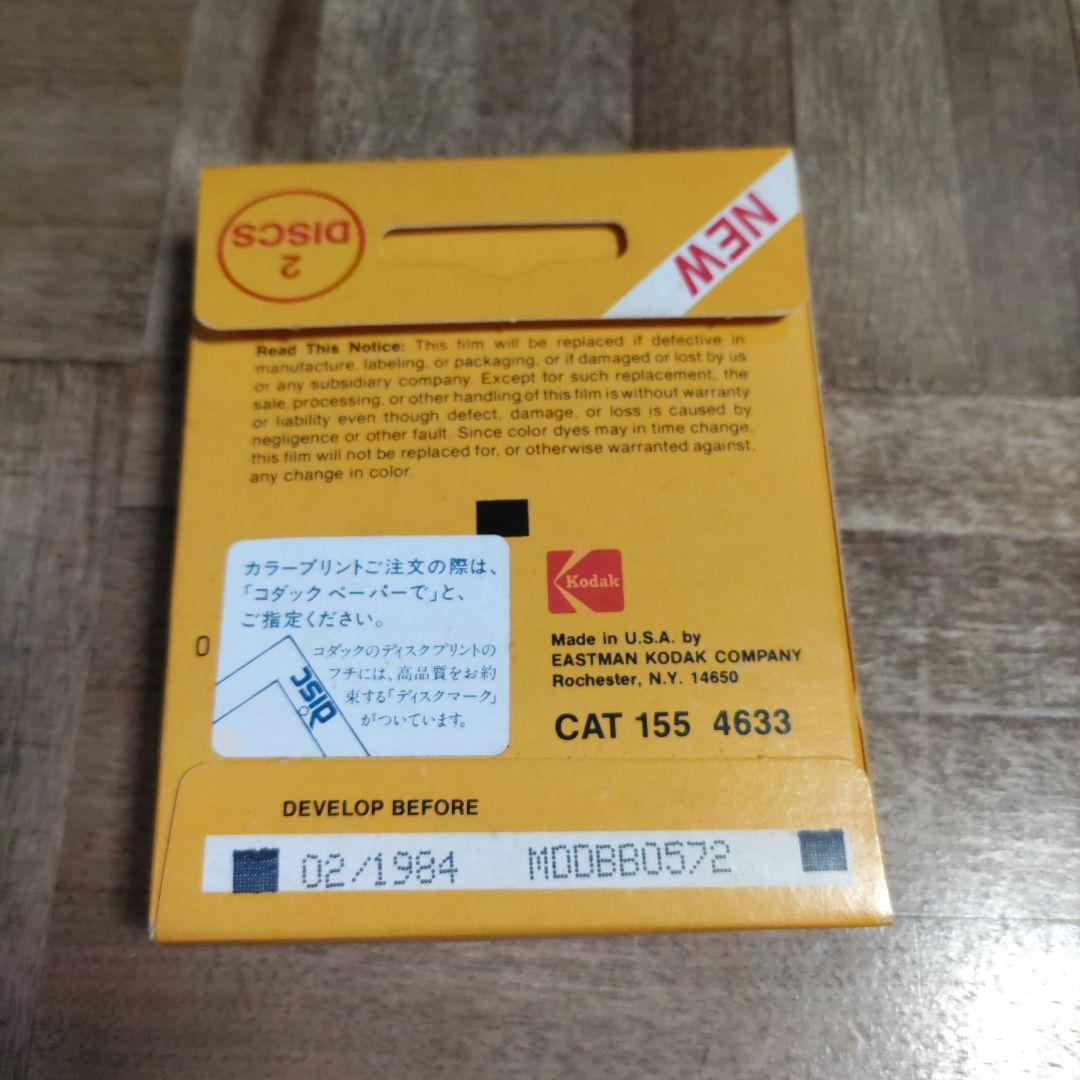 2
DISCS
NEW
Read This Notice: This film will be replaced if defective in
manufacture, labeling, or packaging, or if damaged or lost by us
or any subsidiary company. Except for such replacement, the
sale, processing, or other handling of this film is without warranty
or liability even though defect, damage, or loss is caused by
negligence or other fault. Since color dyes may in time change,
this film will not be replaced for, or otherwise warranted against,
any change in color.
カラープリントご注文の際は、
「コダック ペーパーで」と、
ご指定ください。
コダックのディスクプリントの
フチには、高品質をお約
束する「ディスクマーク」
がついています。
disc
0
Kodak
Made in U.S.A. by
EASTMAN KODAK COMPANY
Rochester, N.Y. 14650
CAT 155 4633
DEVELOP BEFORE
02/1984 MODBB0572